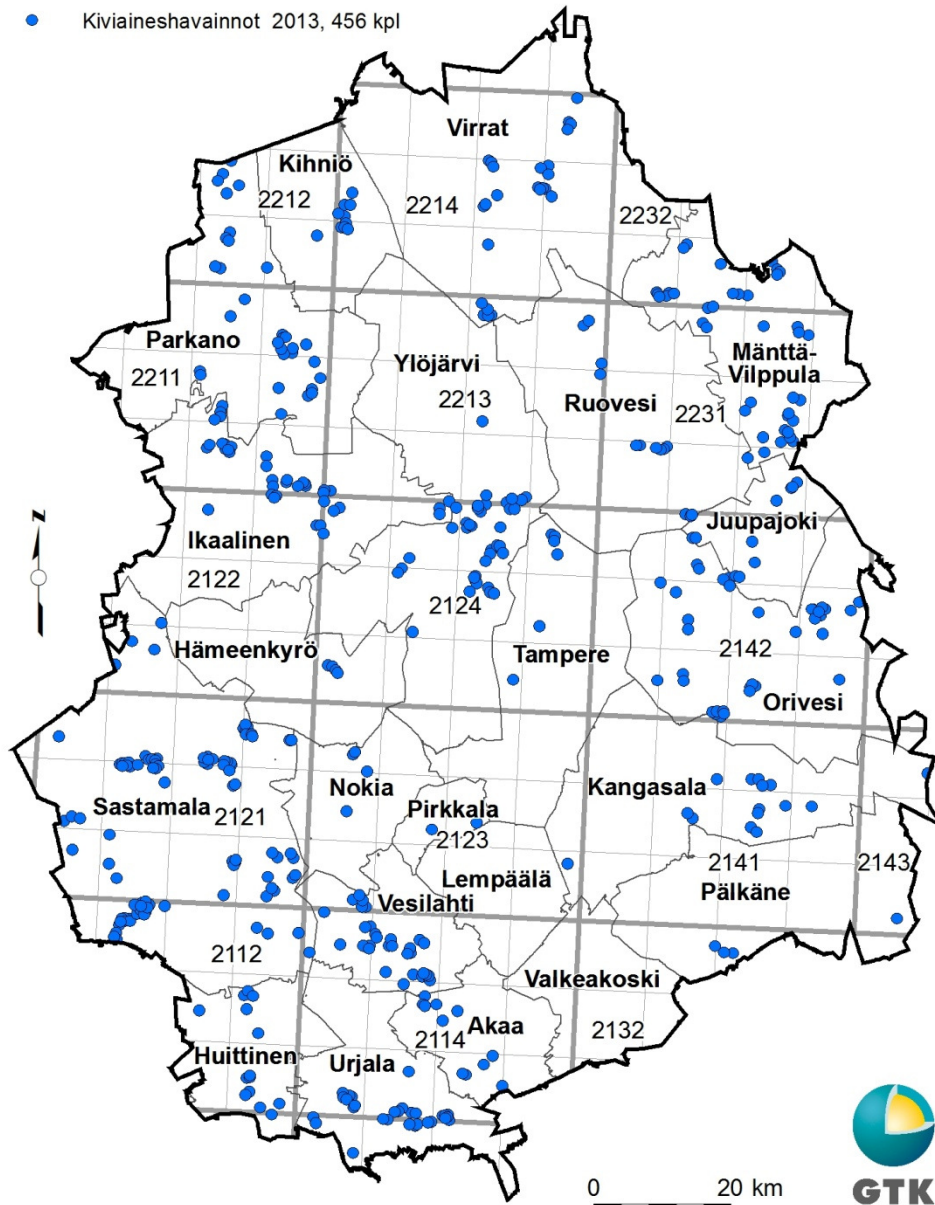 Kiviaineshavainnot 2013, 456 kpl
Virrat
Kihniö
2212
2214
2232
Parkano
2211
Ylöjärvi
2213
Ruovesi
2231
Mänttä-
Vilppula
Juupajoki
N
Ikaalinen
2122
2124
Hämeenkyrö
Tampere
2142
Orivesi
Sastamala
2121
Nokia
Pirkkala
2123
Kangasala
Lempäälä
2141
2143
Pälkäne
Vesilahti
2112
Valkeakoski
2132
Akaa
2114
Huittinen
Urjala
0 20 km
GTK